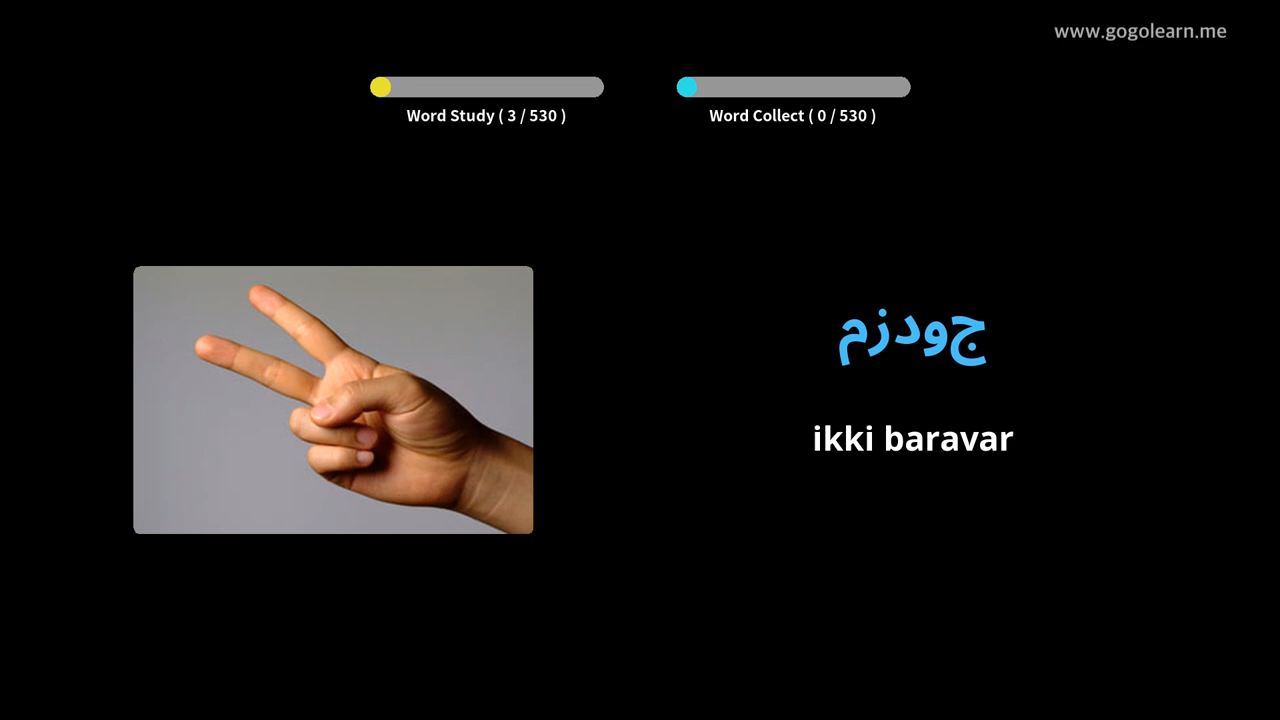 www.gogolearn.me
Word Study ( 3 / 530 )
Word Collect ( 0 / 530 )
جودزم
ikki baravar